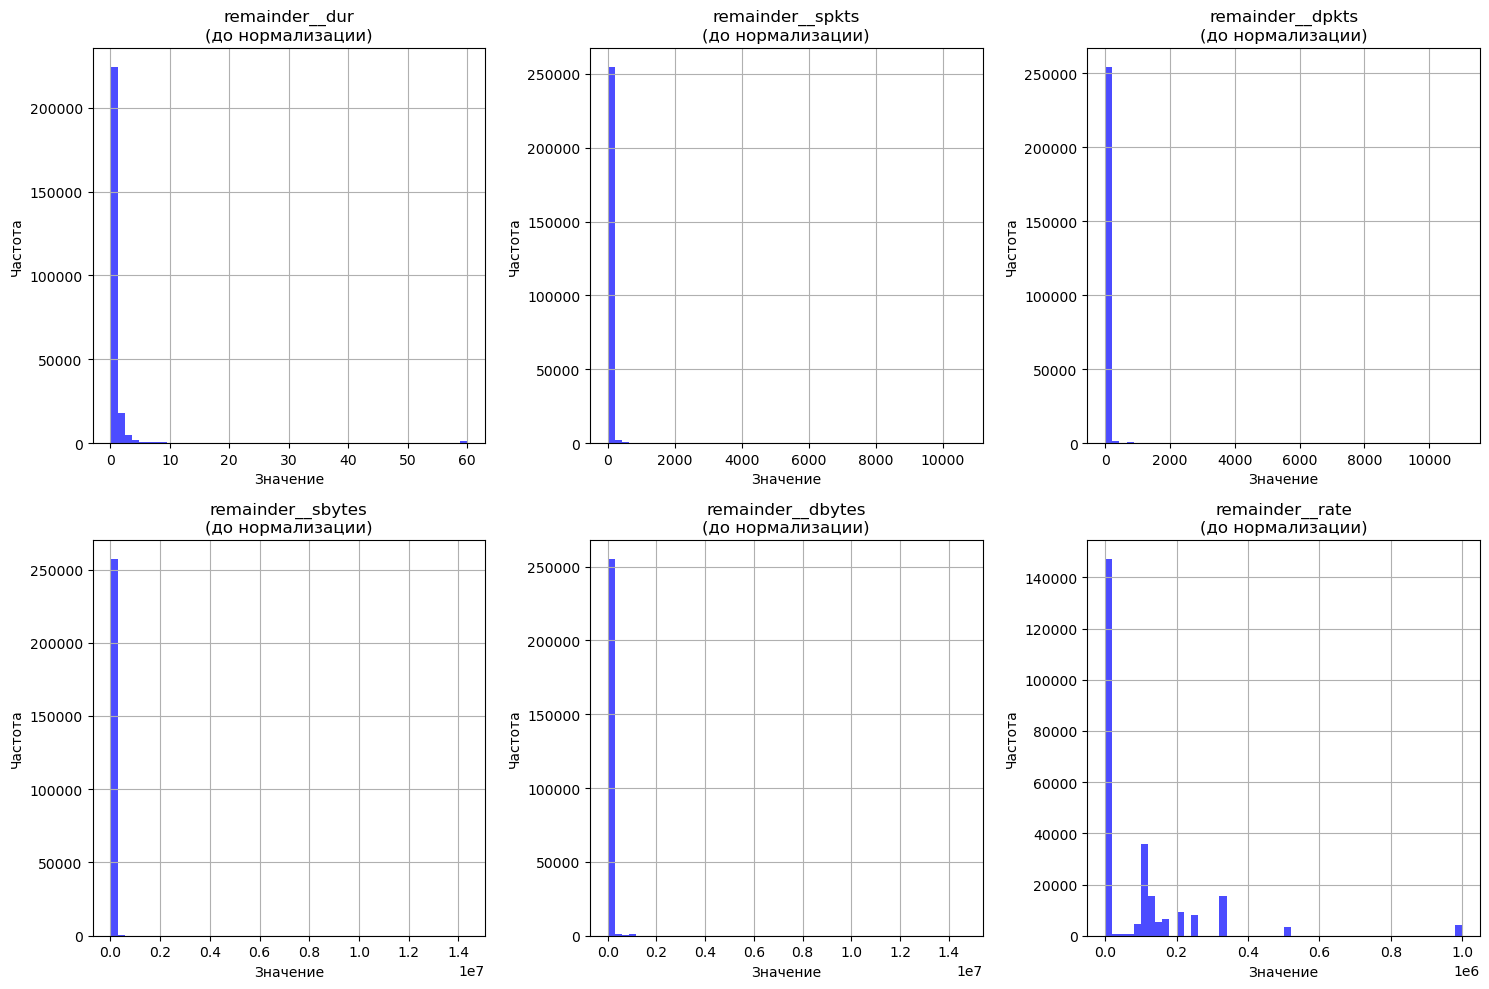 remainder__dur
(до нормализации)
200000
150000
100000
50000
0
Частота
0 10 20 30 40 50 60
Значение
remainder__spkts
(до нормализации)
250000
200000
150000
100000
50000
0
Частота
0 2000 4000 6000 8000 10000
Значение
remainder__dpkts
(до нормализации)
250000
200000
150000
100000
50000
0
Частота
0 2000 4000 6000 8000 10000
Значение
remainder__sbytes
(до нормализации)
250000
200000
150000
100000
50000
0
Частота
0.0 0.2 0.4 0.6 0.8 1.0 1.2 1.4
Значение
1e7
remainder__dbytes
(до нормализации)
250000
200000
150000
100000
50000
0
Частота
0.0 0.2 0.4 0.6 0.8 1.0 1.2 1.4
Значение
1e7
remainder__rate
(до нормализации)
140000
120000
100000
80000
60000
40000
20000
0
Частота
0.0 0.2 0.4 0.6 0.8 1.0
Значение
1e6